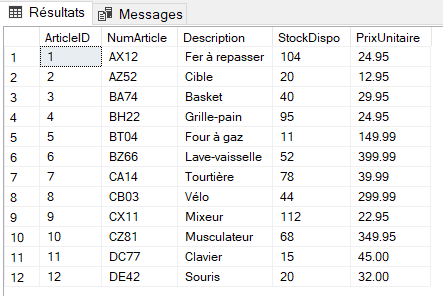 Résultats Messages
ArticleID NumArticle Description StockDispo PrixUnitaire
1 1 AX12 Fer à repasser 104 24.95
2 2 AZ52 Cible 20 12.95
3 3 BA74 Basket 40 29.95
4 4 BH22 Grille-pain 95 24.95
5 5 BT04 Four à gaz 11 149.99
6 6 BZ66 Lave-vaisselle 52 399.99
7 7 CA14 Tourtière 78 39.99
8 8 CB03 Vélo 44 299.99
9 9 CX11 Mixeur 112 22.95
10 10 CZ81 Musculateur 68 349.95
11 11 DC77 Clavier 15 45.00
12 12 DE42 Souris 20 32.00